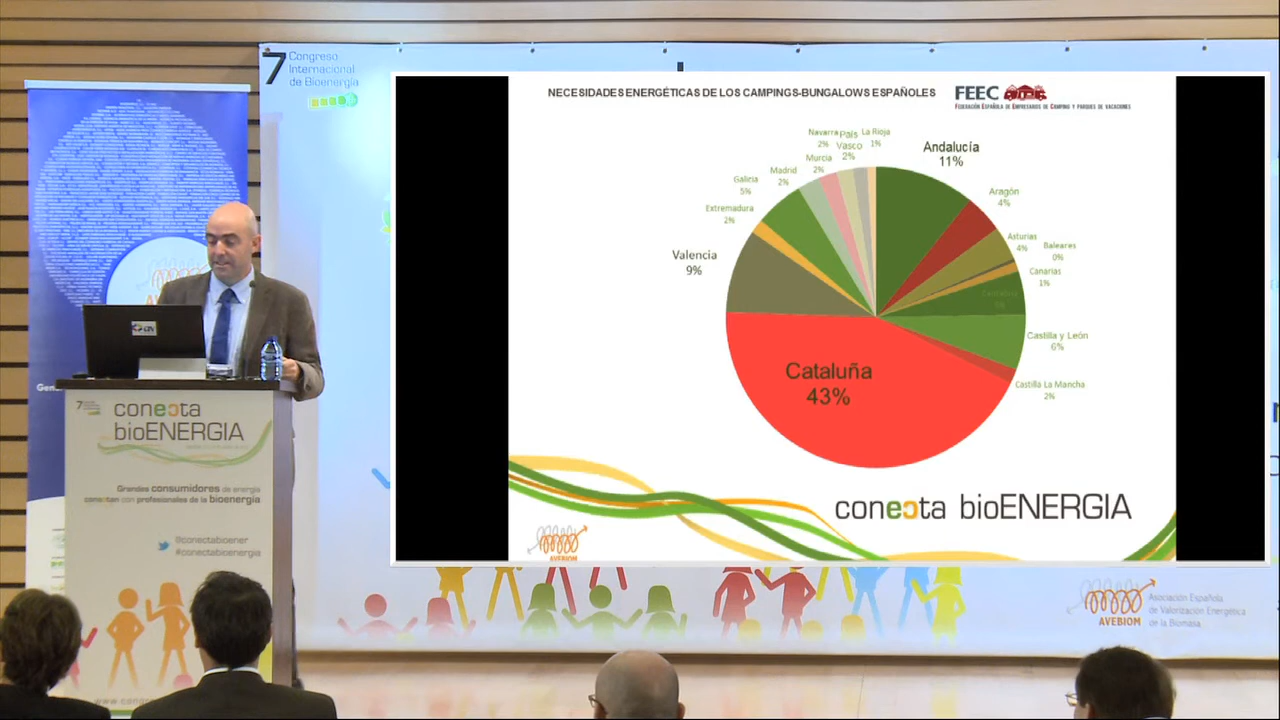 7 Congreso
Internacional
de Bioenergía
NECESIDADES ENERGÉTICAS DE LOS CAMPINGS-BUNGALOWS ESPAÑOLES
FEEC
FEDERACIÓN ESPAÑOLA DE EMPRESARIOS DE CAMPING Y PARQUES DE VACACIONES
Navarra
2%
País
Vasco
2%
La Rioja
1%
Andalucía
11%
Murcia
2%
Madrid
2%
Galicia
5%
Extremadura
2%
Valencia
9%
Aragón
4%
Asturias
4%
Baleares
0%
Canarias
1%
Castilla y León
6%
Castilla La Mancha
2%
Cataluña
43%
conecta bioENERGIA
AVEBIOM
conecta
bioENERGIA
Grandes consumidores de energía
conectan con profesionales de la bioenergía
@conectabioener
#conectabioenergia
AVEBIOM
Asociación Española
de Valorización Energética
de la Biomasa